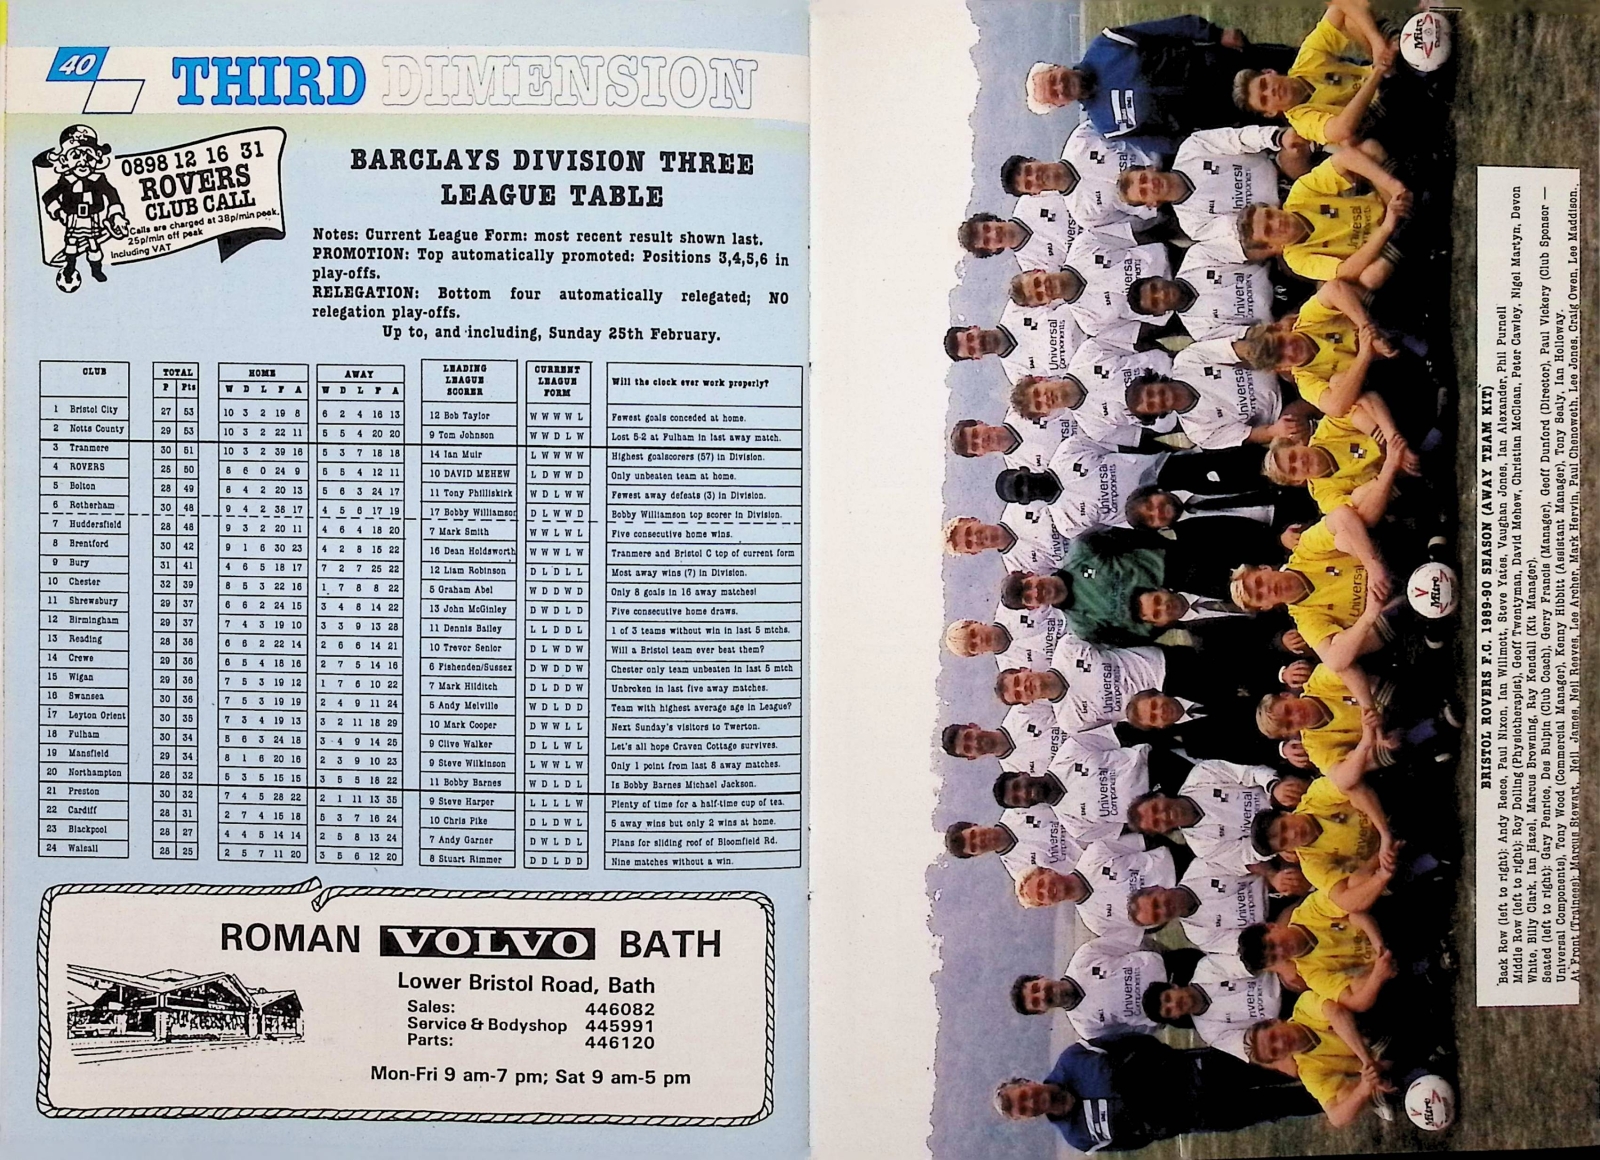 40
THIRD DIMENSION
0898 12 16 31
ROVERS
CLUB CALL
Calls are charged at 38p/min peak,
25p/min off peak
Including VAT
BARCLAYS DIVISION THREE
LEAGUE TABLE
Notes: Current League Form: most recent result shown last.
PROMOTION: Top automatically promoted: Positions 3,4,5,6 in
play-offs.
RELEGATION: Bottom four automatically relegated; NO
relegation play-offs.
Up to, and including, Sunday 25th February.
CLUB TOTAL HOME AWAY LEADING LEAGUE SCORER CURRENT LEAGUE FORM Will the clock ever work properly?
P Pts W D L F A W D L F A
1 Bristol City 27 53 10 3 2 19 8 6 2 4 16 13 12 Bob Taylor W W W W L Fewest goals conceded at home.
2 Notts County 29 53 10 3 2 22 11 5 5 4 20 20 9 Tom Johnson W W D L W Lost 5-2 at Fulham in last away match.
3 Tranmere 30 51 10 3 2 39 16 5 3 7 18 18 14 Ian Muir L W W W W Highest goalscorers (57) in Division.
4 ROVERS 25 50 8 6 0 24 9 5 5 4 12 11 10 DAVID MEHEW L D W W D Only unbeaten team at home.
5 Bolton 28 49 8 4 2 20 13 5 6 3 24 17 11 Tony Philliskirk W D L W W Fewest away defeats (3) in Division.
6 Rotherham 30 48 9 4 2 38 17 4 5 6 17 19 17 Bobby Williamson D L W W D Bobby Williamson top scorer in Division.
7 Huddersfield 28 48 9 3 2 20 11 4 6 4 18 20 7 Mark Smith W W L W L Five consecutive home wins.
8 Brentford 30 42 9 1 6 30 23 4 2 8 15 22 16 Dean Holdsworth W W W L W Tranmere and Bristol C top of current form
9 Bury 31 41 4 6 5 18 17 7 2 7 25 22 12 Liam Robinson D L D L L Most away wins (7) in Division.
10 Chester 32 39 8 5 3 22 16 1 7 8 8 22 5 Graham Abel W D D W D Only 8 goals in 16 away matches!
11 Shrewsbury 29 37 6 6 2 24 15 3 4 8 14 22 13 John McGinley D W D L D Five consecutive home draws.
12 Birmingham 29 37 7 4 3 19 10 3 3 9 13 28 11 Dennis Bailey L L D D L 1 of 3 teams without win in last 5 mtchs.
13 Reading 28 36 6 6 2 22 14 2 6 6 14 21 10 Trevor Senior D L W D W Will a Bristol team ever beat them?
14 Crewe 29 36 6 5 4 18 16 2 7 5 14 16 6 Fishenden/Sussex D W D D W Chester only team unbeaten in last 5 mtch
15 Wigan 29 36 7 5 3 19 12 1 7 6 10 22 7 Mark Hilditch D L D D W Unbroken in last five away matches.
16 Swansea 30 36 7 5 3 19 19 2 4 9 11 24 5 Andy Melville W D L D D Team with highest average age in League?
17 Leyton Orient 30 35 7 3 4 19 13 3 2 11 18 29 10 Mark Cooper D W W L L Next Sunday's visitors to Twerton.
18 Fulham 30 34 5 6 3 24 18 3 4 9 14 25 9 Clive Walker D L L W L Let's all hope Craven Cottage survives.
19 Mansfield 29 34 8 1 6 20 16 2 3 9 10 23 9 Steve Wilkinson L W W L W Only 1 point from last 8 away matches.
20 Northampton 26 32 5 3 5 15 15 3 5 5 18 22 11 Bobby Barnes W D L D L Is Bobby Barnes Michael Jackson.
21 Preston 30 32 7 4 5 28 22 2 1 11 13 35 9 Steve Harper L L L L W Plenty of time for a half-time cup of tea.
22 Cardiff 28 31 2 7 4 15 18 5 3 7 16 24 10 Chris Pike D L D W L 5 away wins but only 2 wins at home.
23 Blackpool 28 27 4 4 5 14 14 2 5 8 13 24 7 Andy Garner D W L D L Plans for sliding roof of Bloomfield Rd.
24 Walsall 28 25 2 5 7 11 20 3 5 6 12 20 8 Stuart Rimmer D D L D D Nine matches without a win.
ROMAN VOLVO BATH
Lower Bristol Road, Bath
Sales: 446082
Service & Bodyshop 445991
Parts: 446120
Mon-Fri 9 am-7 pm; Sat 9 am-5 pm
BRISTOL ROVERS F.C. 1989-90 SEASON (AWAY TEAM KIT)
Back Row (left to right): Andy Reece, Paul Nixon, Ian Willmott, Steve Yates, Vaughan Jones, Ian Alexander, Phil Purnell
Middle Row (left to right): Roy Dolling (Physiotherapist), Geoff Twentyman, David Mehew, Christian McClean, Peter Cawley, Nigel Martyn, Devon
White, Billy Clark, Ian Hazel, Marcus Browning, Ray Kendall (Kit Manager).
Seated (left to right): Gary Penrice, Des Bulpin (Club Coach), Gerry Francis (Manager), Geoff Dunford (Director), Paul Vickery (Club Sponsor —
Universal Components), Tony Wood (Commercial Manager), Kenny Hibbitt (Assistant Manager), Tony Sealy, Ian Holloway.
At Front (Trainees): Marcus Stewart, Neil James, Neil Reeves, Lee Archer, Mark Hervin, Paul Chenoweth, Lee Jones, Craig Owen, Lee Maddison.
Universal
Components
Mitre
Mitre
Mitre